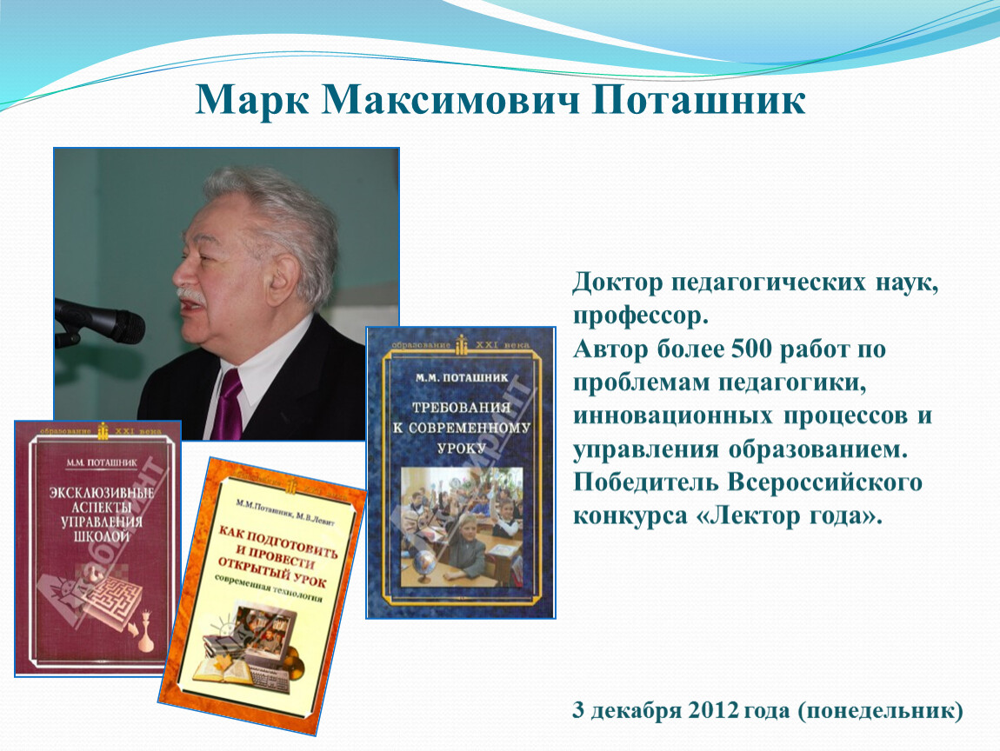 Марк Максимович Поташник
Доктор педагогических наук,
профессор.
Автор более 500 работ по
проблемам педагогики,
инновационных процессов и
управления образованием.
Победитель Всероссийского
конкурса «Лектор года».
образование XXI века
М.М. ПОТАШНИК
ТРЕБОВАНИЯ
К СОВРЕМЕННОМУ
УРОКУ
Лабиринт
образование XXI века
М.М. ПОТАШНИК
ЭКСКЛЮЗИВНЫЕ
АСПЕКТЫ
УПРАВЛЕНИЯ
ШКОЛОЙ
Лабиринт
М.М.Поташник, М.В.Левит
КАК ПОДГОТОВИТЬ
И ПРОВЕСТИ
ОТКРЫТЫЙ УРОК
современная технология
3 декабря 2012 года (понедельник)